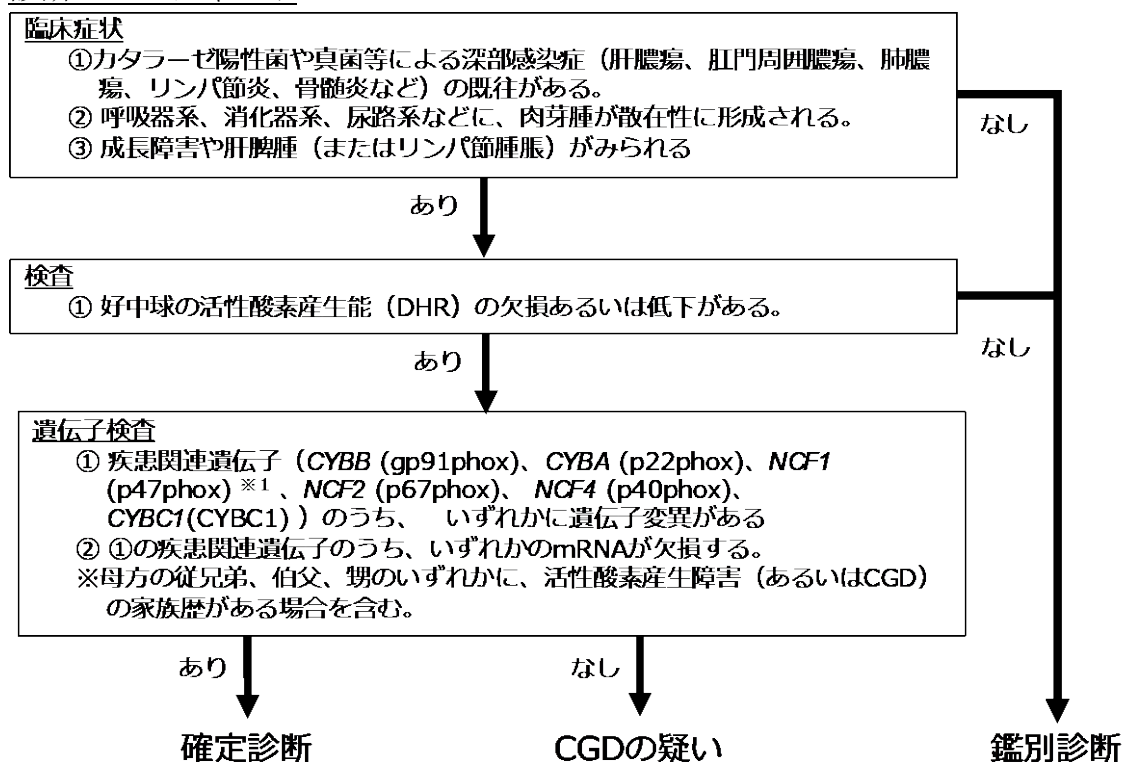 臨床症状
①カタラーゼ陽性菌や真菌等による深部感染症（肝膿瘍、肛門周囲膿瘍、肺膿
瘍、リンパ節炎、骨髄炎など）の既往がある。
② 呼吸器系、消化器系、尿路系などに、肉芽腫が散在性に形成される。
③ 成長障害や肝脾腫（またはリンパ節腫脹）がみられる
なし
あり
検査
① 好中球の活性酸素産生能（DHR）の欠損あるいは低下がある。
なし
あり
遺伝子検査
① 疾患関連遺伝子（CYBB (gp91phox)、CYBA (p22phox)、NCF1
(p47phox) ※1 、NCF2 (p67phox)、 NCF4 (p40phox)、
CYBC1(CYBC1) ）のうち、 いずれかに遺伝子変異がある
② ①の疾患関連遺伝子のうち、いずれかのmRNAが欠損する。
※母方の従兄弟、伯父、甥のいずれかに、活性酸素産生障害（あるいはCGD）
の家族歴がある場合を含む。
あり
なし
確定診断
CGDの疑い
鑑別診断